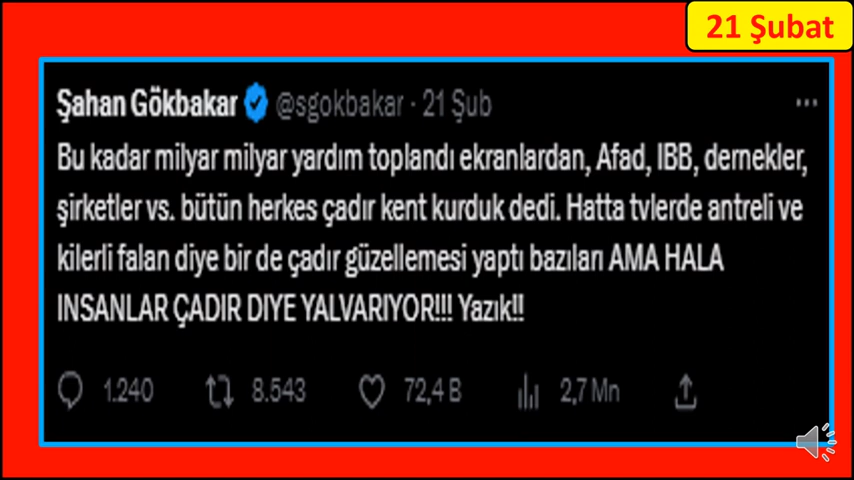 21 Şubat
Şahan Gökbakar @sgokbakar · 21 Şub
Bu kadar milyar milyar yardım toplandı ekranlardan, Afad, IBB, dernekler,
şirketler vs. bütün herkes çadır kent kurduk dedi. Hatta tvlerde antreli ve
kilerli falan diye bir de çadır güzellemesi yaptı bazıları AMA HALA
INSANLAR ÇADIR DIYE YALVARIYOR!!! Yazık!!
1.240 8.543 72,4 B 2,7 Mn